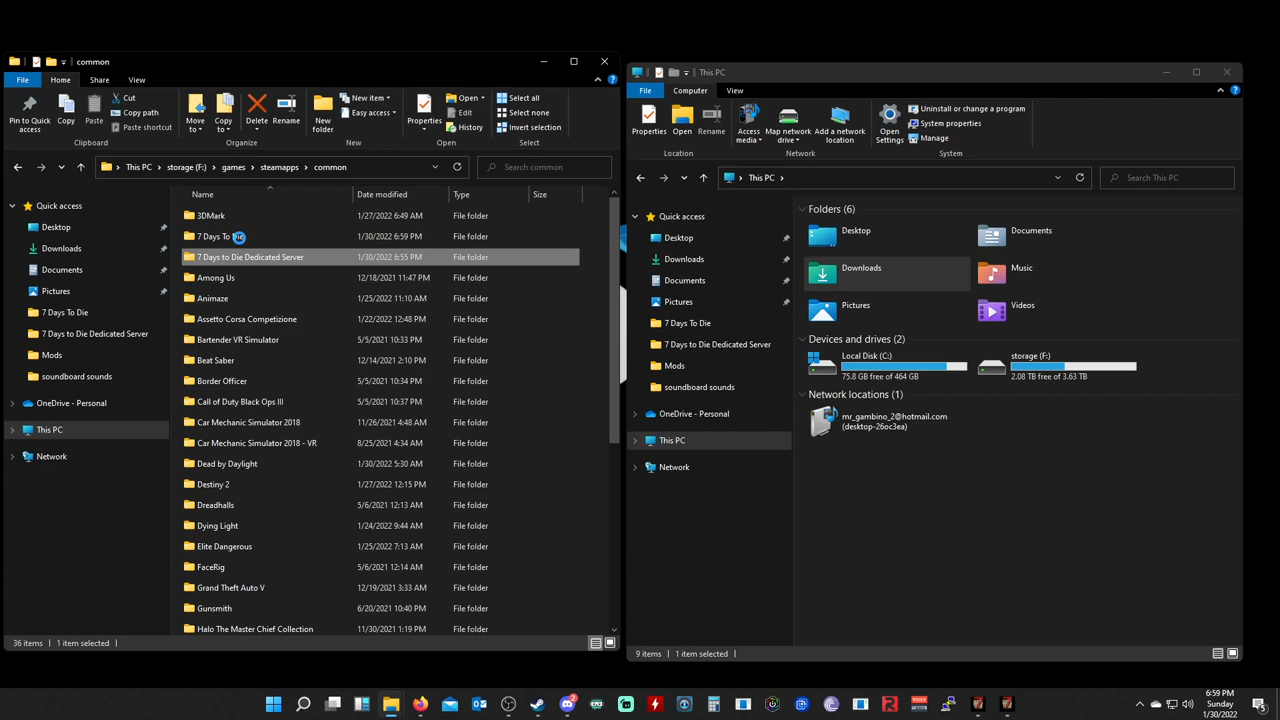 common
File
Home
Share
View
Pin to Quick access
Copy
Paste
Cut
Copy path
Paste shortcut
Clipboard
Move to
Copy to
Delete
Rename
Organize
New folder
New item
Easy access
New
Properties
Open
Edit
History
Open
Select all
Select none
Invert selection
Select
This PC > storage (F:) > games > steamapps > common
Search common
Quick access
Desktop
Downloads
Documents
Pictures
7 Days To Die
7 Days to Die Dedicated Server
Mods
soundboard sounds
OneDrive - Personal
This PC
Network
Name Date modified Type Size
3DMark 1/27/2022 6:49 AM File folder
7 Days To 1/30/2022 6:59 PM File folder
7 Days to Die Dedicated Server 1/30/2022 6:55 PM File folder
Among Us 12/18/2021 11:47 PM File folder
Animaze 1/25/2022 11:10 AM File folder
Assetto Corsa Competizione 1/22/2022 12:48 PM File folder
Bartender VR Simulator 5/5/2021 10:33 PM File folder
Beat Saber 12/14/2021 2:10 PM File folder
Border Officer 5/5/2021 10:34 PM File folder
Call of Duty Black Ops III 5/5/2021 10:37 PM File folder
Car Mechanic Simulator 2018 11/26/2021 4:34 AM File folder
Car Mechanic Simulator 2018 - VR 8/25/2021 4:34 AM File folder
Dead by Daylight 1/30/2022 5:30 AM File folder
Destiny 2 1/27/2022 12:15 PM File folder
Dreadhalls 5/6/2021 12:13 AM File folder
Dying Light 1/24/2022 9:44 AM File folder
Elite Dangerous 1/25/2022 7:13 AM File folder
FaceRig 5/6/2021 12:14 AM File folder
Grand Theft Auto V 12/19/2021 3:33 AM File folder
Gunsmith 6/20/2021 10:40 PM File folder
Halo The Master Chief Collection 11/30/2021 1:19 PM File folder
36 items 1 item selected
This PC
File
Computer
View
Properties
Open
Rename
Location
Access media
Map network drive
Add a network location
Network
Open Settings
Uninstall or change a program
System properties
Manage
System
This PC >
Search This PC
Quick access
Desktop
Downloads
Documents
Pictures
7 Days To Die
7 Days to Die Dedicated Server
Mods
soundboard sounds
OneDrive - Personal
This PC
Network
Folders (6)
Desktop
Documents
Downloads
Music
Pictures
Videos
Devices and drives (2)
Local Disk (C:)
75.8 GB free of 464 GB
storage (F:)
2.08 TB free of 3.63 TB
Network locations (1)
mr_gambino_2@hotmail.com
(desktop-26oc3ea)
9 items 1 item selected
6:59 PM
Sunday
1/30/2022